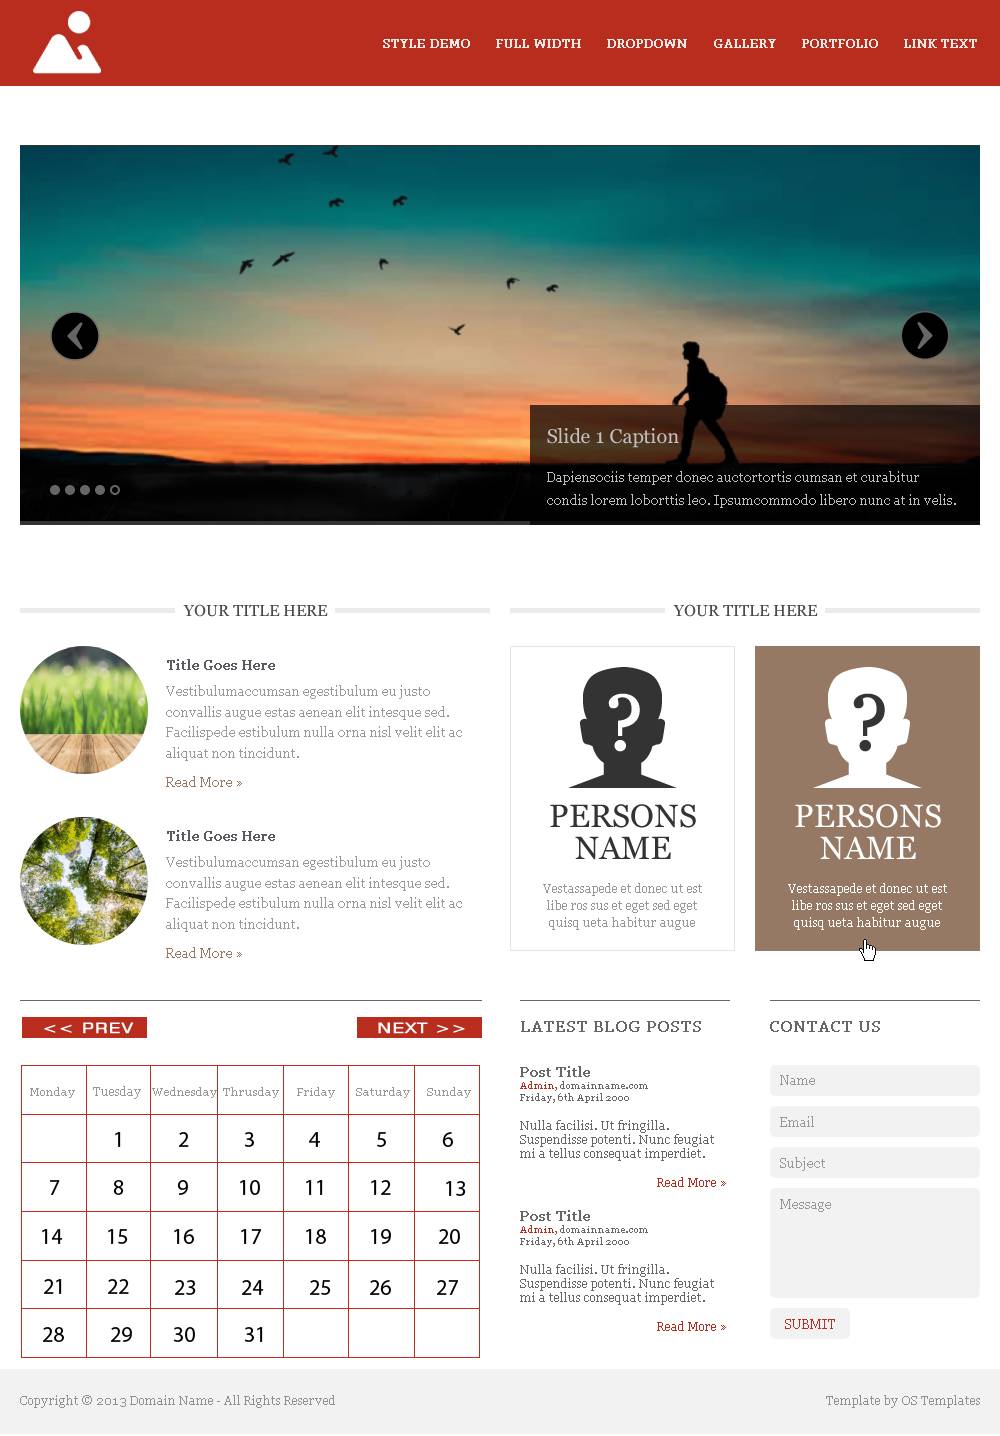 STYLE DEMO FULL WIDTH DROPDOWN GALLERY PORTFOLIO LINK TEXT
Slide 1 Caption
Dapiensociis temper donec auctortortis cumsan et curabitur
condis lorem loborttis leo. Ipsumcommodo libero nunc at in velis.
YOUR TITLE HERE
Title Goes Here
Vestibulumaccumsan egestibulum eu justo
convallis augue estas aenean elit intesque sed.
Facilispede estibulum nulla orna nisl velit elit ac
aliquat non tincidunt.
Read More »
Title Goes Here
Vestibulumaccumsan egestibulum eu justo
convallis augue estas aenean elit intesque sed.
Facilispede estibulum nulla orna nisl velit elit ac
aliquat non tincidunt.
Read More »
YOUR TITLE HERE
?
PERSONS
NAME
Vestassapede et donec ut est
libe ros sus et eget sed eget
quisq ueta habitur augue
?
PERSONS
NAME
Vestassapede et donec ut est
libe ros sus et eget sed eget
quisq ueta habitur augue
<< PREV NEXT >>
Monday Tuesday Wednesday Thrusday Friday Saturday Sunday
1 2 3 4 5 6
7 8 9 10 11 12 13
14 15 16 17 18 19 20
21 22 23 24 25 26 27
28 29 30 31
LATEST BLOG POSTS
Post Title
Admin, domainname.com
Friday, 6th April 2000
Nulla facilisi. Ut fringilla.
Suspendisse potenti. Nunc feugiat
mi a tellus consequat imperdiet.
Read More »
Post Title
Admin, domainname.com
Friday, 6th April 2000
Nulla facilisi. Ut fringilla.
Suspendisse potenti. Nunc feugiat
mi a tellus consequat imperdiet.
Read More »
CONTACT US
Name
Email
Subject
Message
SUBMIT
Copyright © 2013 Domain Name - All Rights Reserved
Template by OS Templates